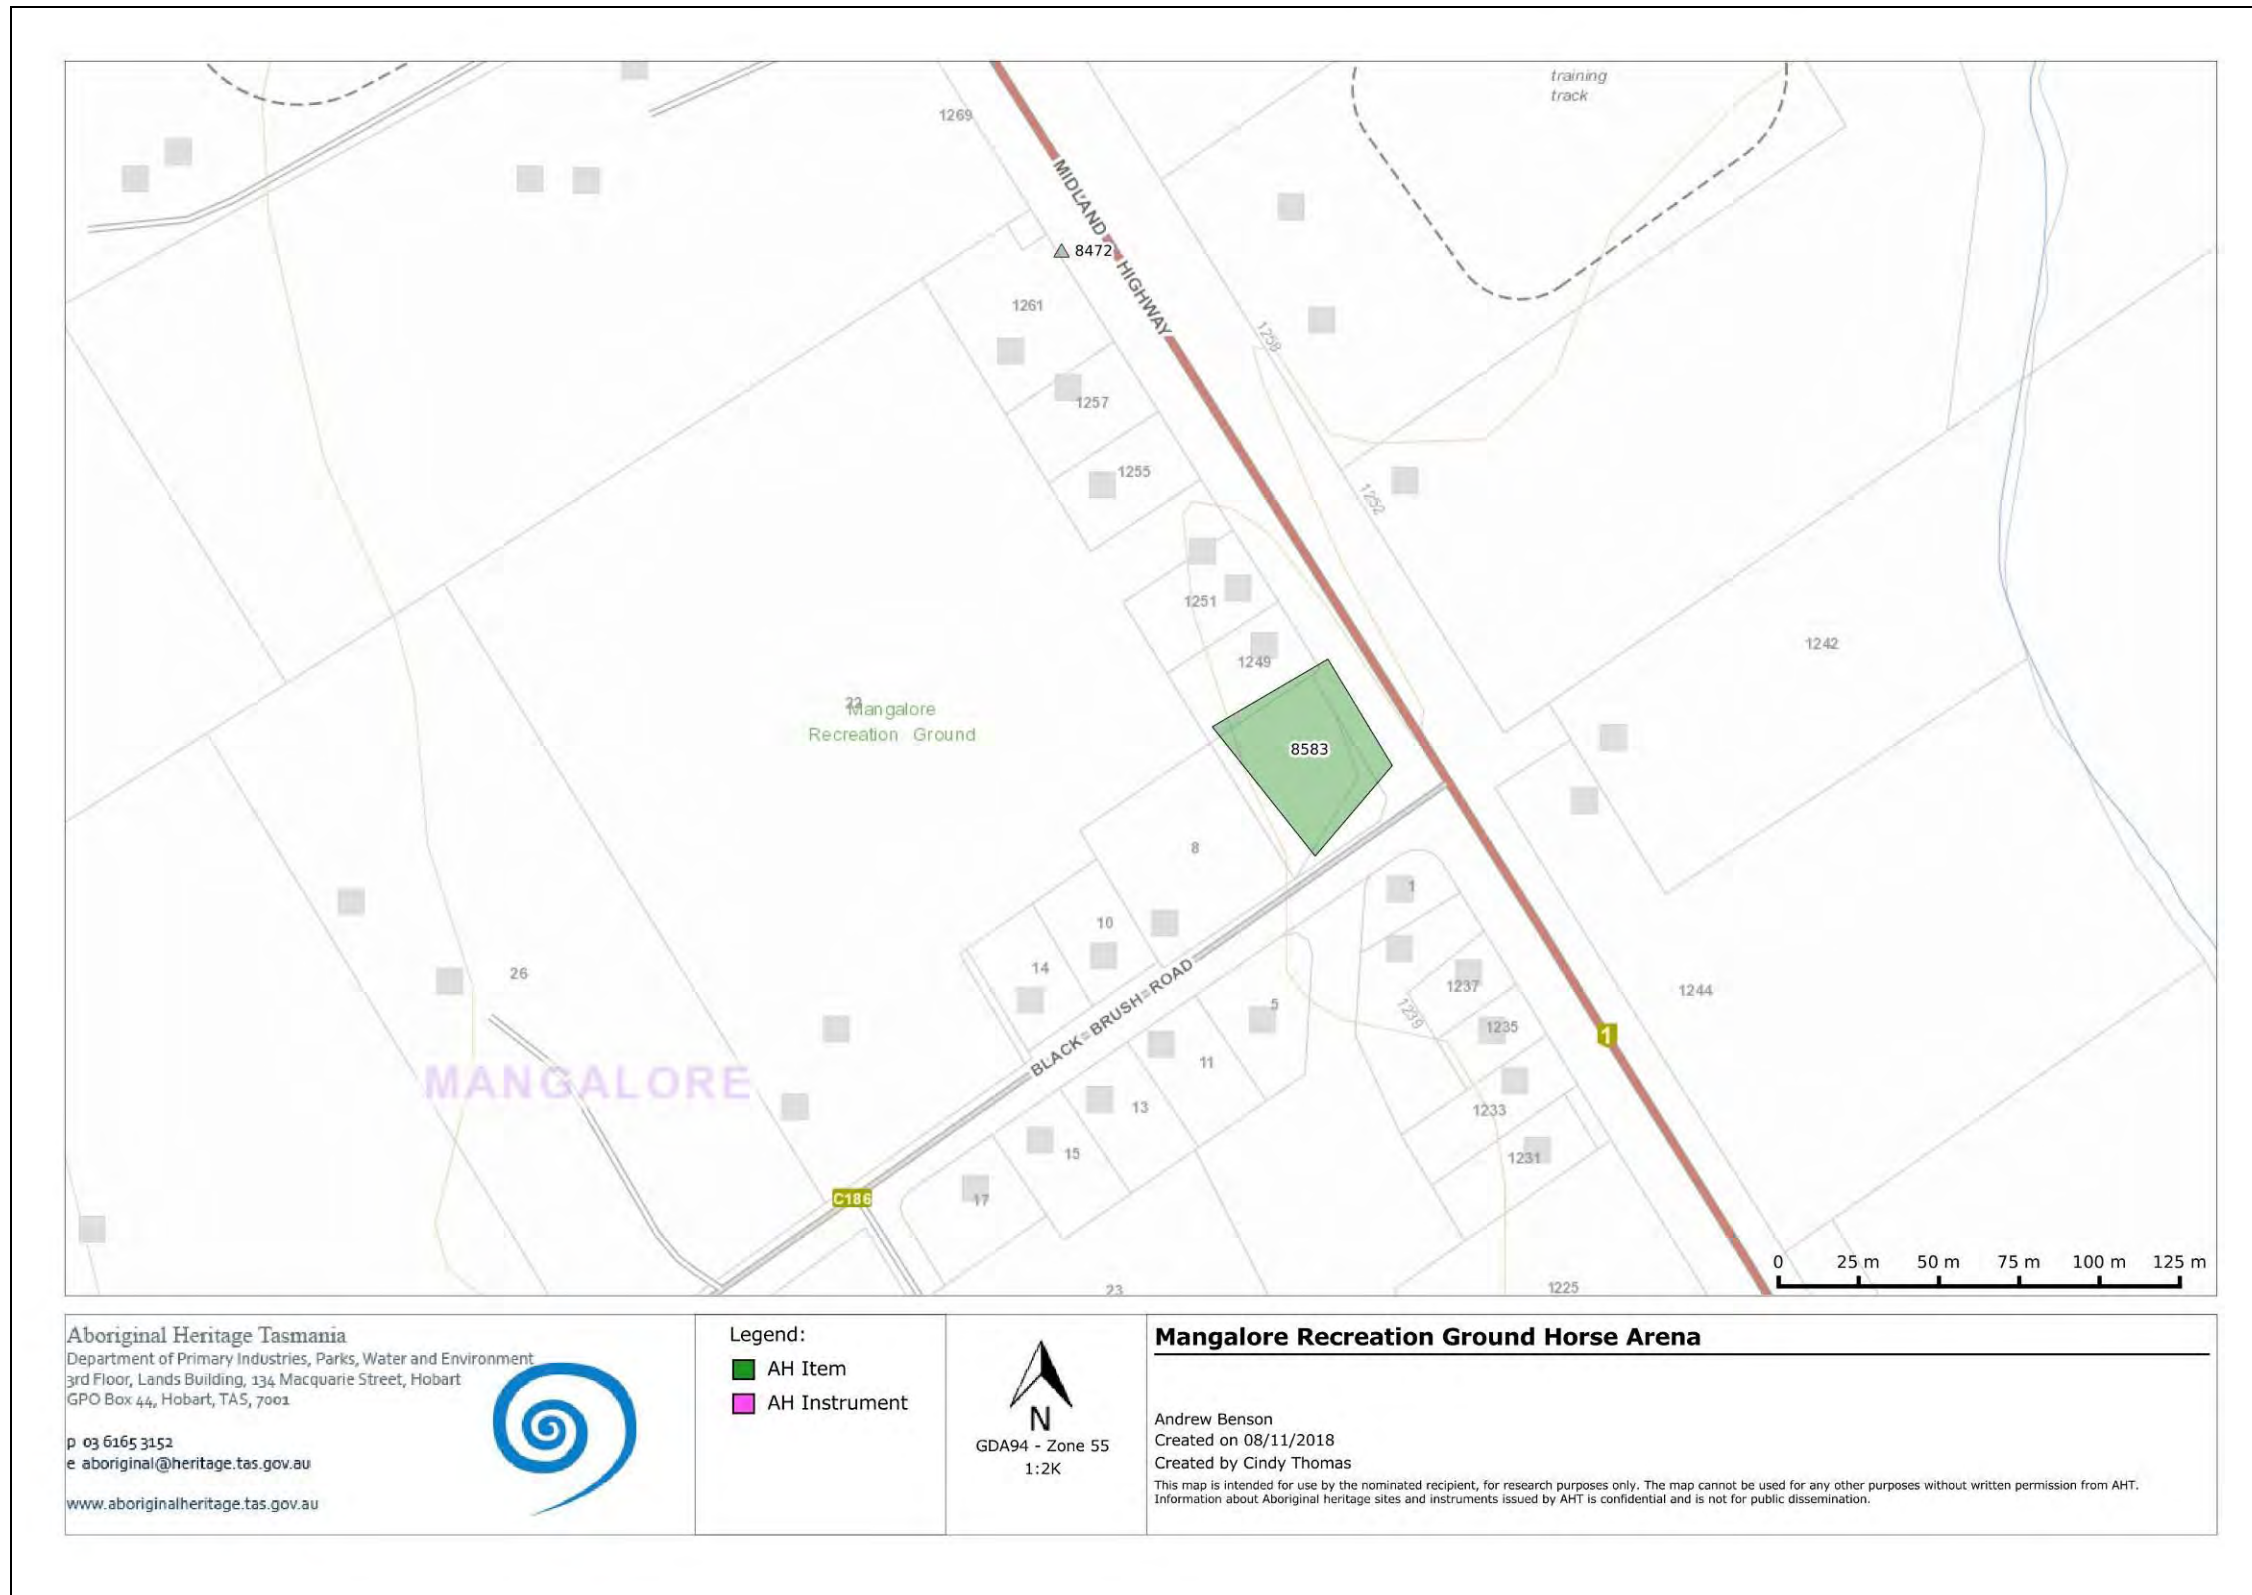 training
track
1269
MIDLAND HIGHWAY
8472
1261
1258
1257
1255
1252
1251
1249
1242
22
Mangalore
Recreation Ground
8583
8
1
10
14
26
BLACK BRUSH ROAD
5
1237
1239
1235
1244
1
11
MANGALORE
13
1233
15
1231
17
C186
23
1225
0 25 m 50 m 75 m 100 m 125 m
Aboriginal Heritage Tasmania
Department of Primary Industries, Parks, Water and Environment
3rd Floor, Lands Building, 134 Macquarie Street, Hobart
GPO Box 44, Hobart, TAS, 7001
p 03 6165 3152
e aboriginal@heritage.tas.gov.au
www.aboriginalheritage.tas.gov.au
Legend:
AH Item
AH Instrument
N
GDA94 - Zone 55
1:2K
Mangalore Recreation Ground Horse Arena
Andrew Benson
Created on 08/11/2018
Created by Cindy Thomas
This map is intended for use by the nominated recipient, for research purposes only. The map cannot be used for any other purposes without written permission from AHT.
Information about Aboriginal heritage sites and instruments issued by AHT is confidential and is not for public dissemination.